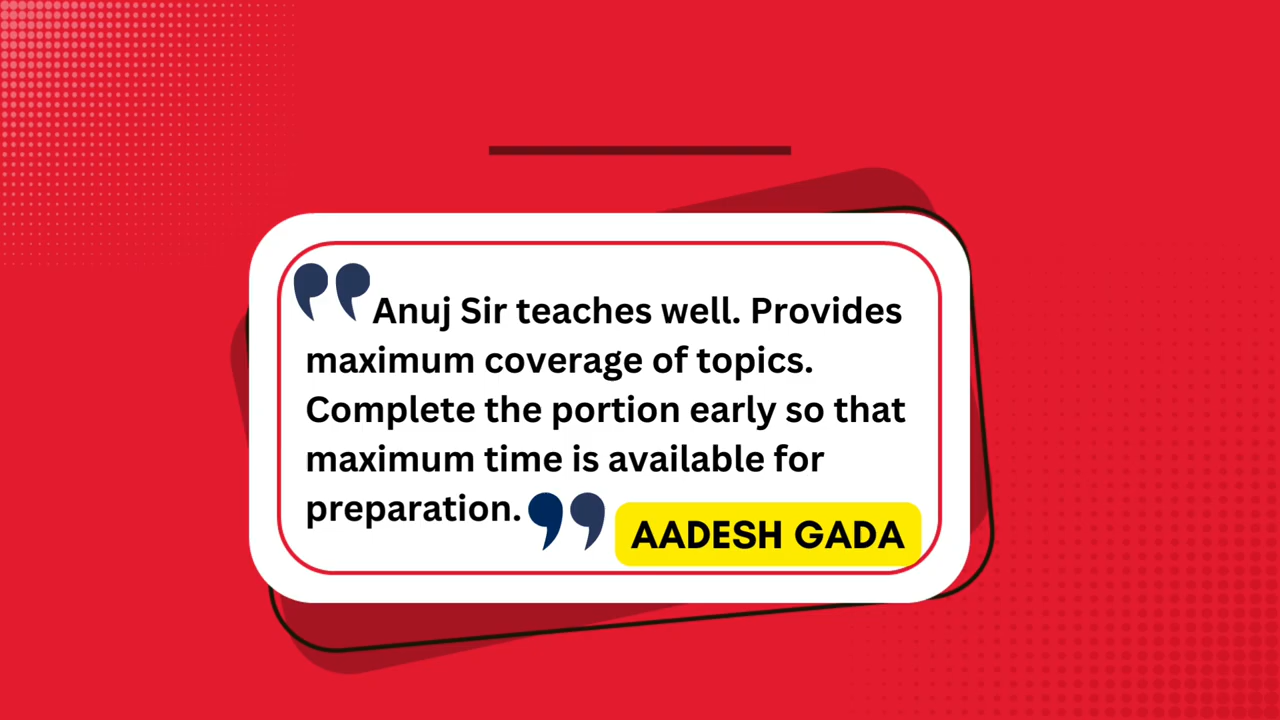 ❛❛Anuj Sir teaches well. Provides
maximum coverage of topics.
Complete the portion early so that
maximum time is available for
preparation.❜❜
AADESH GADA